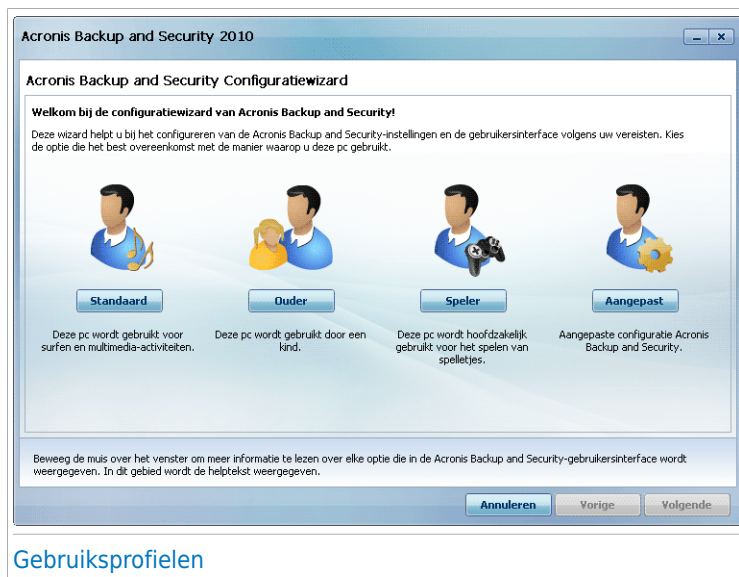 Acronis Backup and Security 2010
Acronis Backup and Security Configuratiewizard
Welkom bij de configuratiewizard van Acronis Backup and Security!
Deze wizard helpt u bij het configureren van de Acronis Backup and Security-instellingen en de gebruikersinterface volgens uw vereisten. Kies
de optie die het best overeenkomst met de manier waarop u deze pc gebruikt.
Standaard
Deze pc wordt gebruikt voor
surfen en multimedia-activiteiten.
Ouder
Deze pc wordt gebruikt door een
kind.
Speler
Deze pc wordt hoofdzakelijk
gebruikt voor het spelen van
spelletjes.
Aangepast
Aangepaste configuratie Acronis
Backup and Security.
Beweeg de muis over het venster om meer informatie te lezen over elke optie die in de Acronis Backup and Security-gebruikersinterface wordt
weergegeven. In dit gebied wordt de helptekst weergegeven.
Annuleren
Vorige
Volgende
Gebruiksprofielen